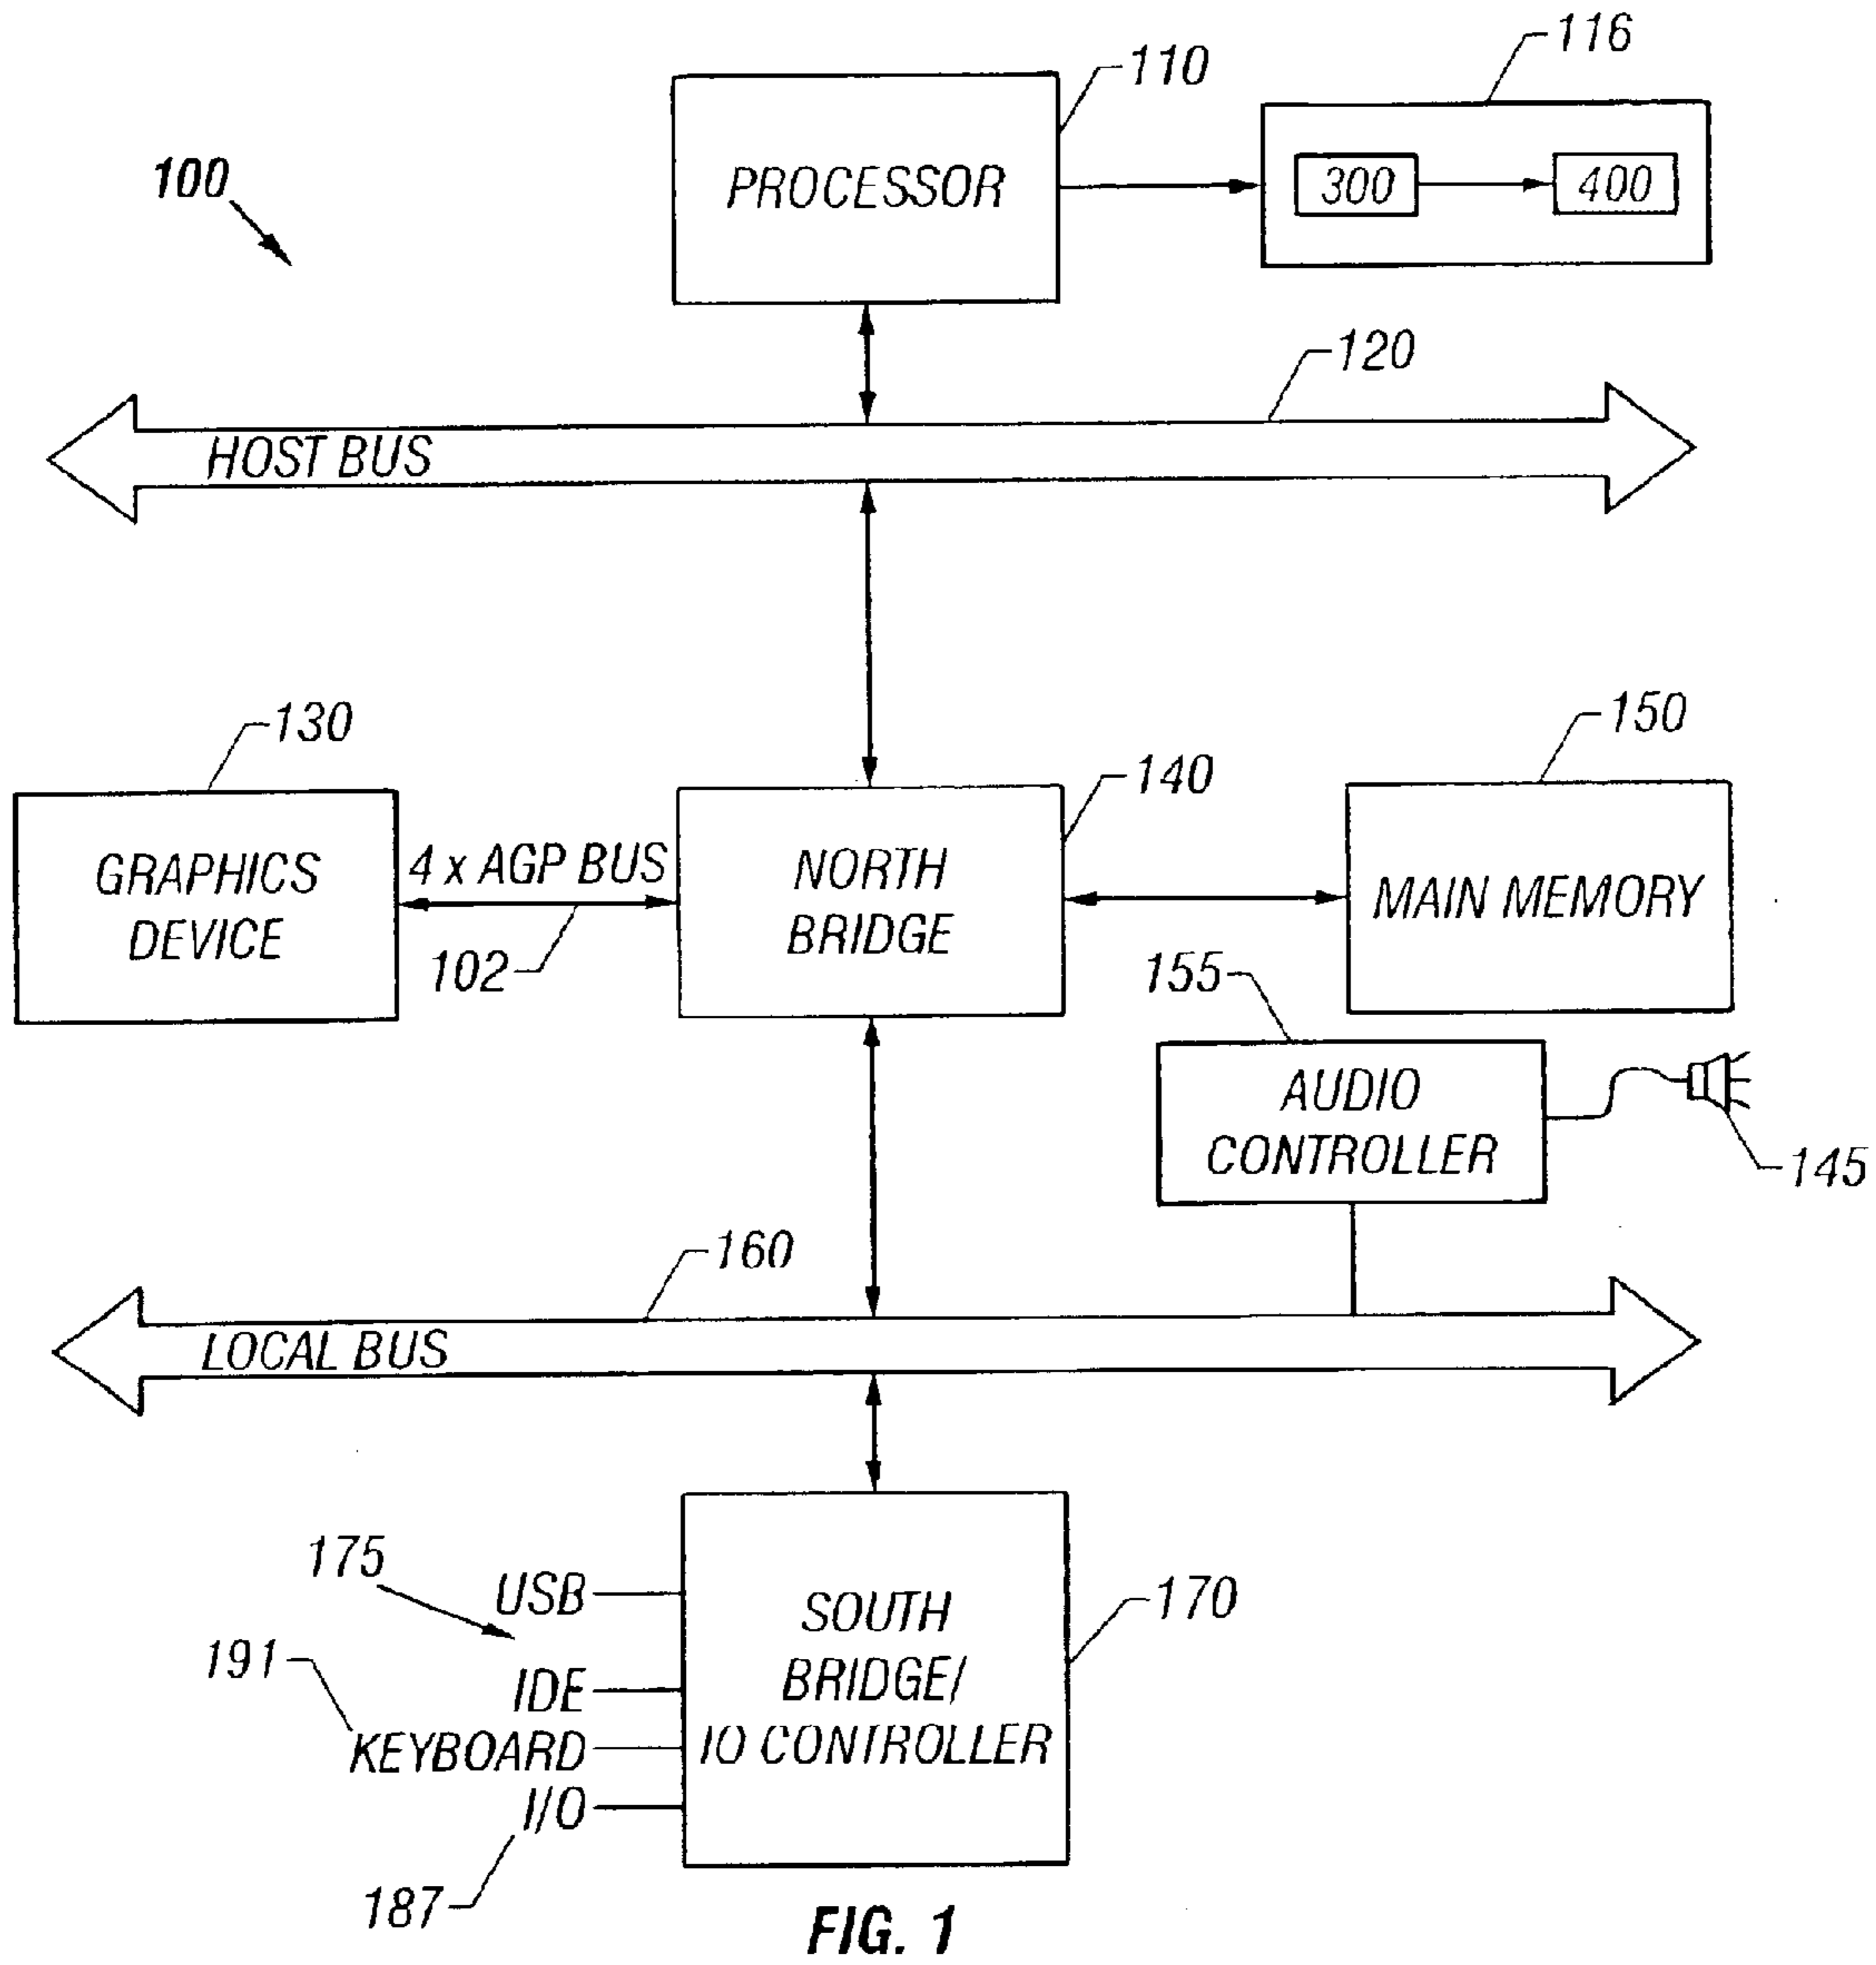 116
110
100
PROCESSOR
300
400
120
HOST BUS
130
150
140
GRAPHICS
DEVICE
4 x AGP BUS
102
NORTH
BRIDGE
MAIN MEMORY
155
AUDIO
CONTROLLER
145
160
LOCAL BUS
175
USB
191
IDE
KEYBOARD
I/O
187
SOUTH
BRIDGE/
IO CONTROLLER
170
FIG. 1